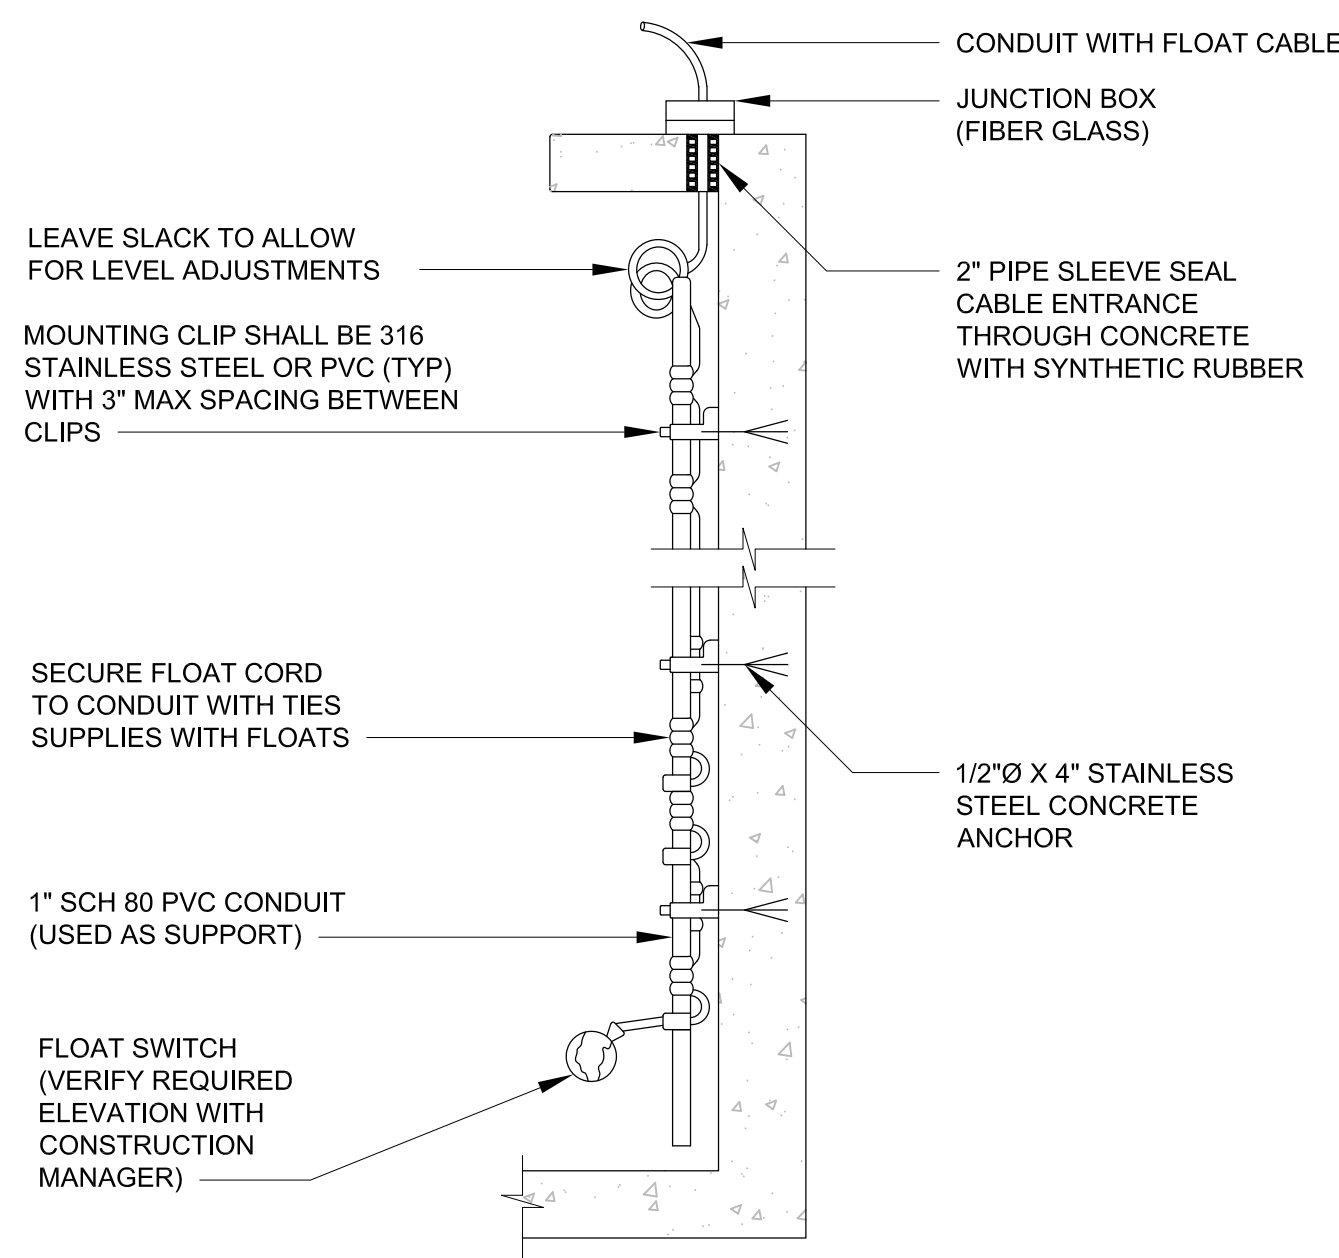 CONDUIT WITH FLOAT CABLE
JUNCTION BOX
(FIBER GLASS)
LEAVE SLACK TO ALLOW
FOR LEVEL ADJUSTMENTS
2" PIPE SLEEVE SEAL
CABLE ENTRANCE
THROUGH CONCRETE
WITH SYNTHETIC RUBBER
MOUNTING CLIP SHALL BE 316
STAINLESS STEEL OR PVC (TYP)
WITH 3" MAX SPACING BETWEEN
CLIPS
SECURE FLOAT CORD
TO CONDUIT WITH TIES
SUPPLIES WITH FLOATS
1/2"Ø X 4" STAINLESS
STEEL CONCRETE
ANCHOR
1" SCH 80 PVC CONDUIT
(USED AS SUPPORT)
FLOAT SWITCH
(VERIFY REQUIRED
ELEVATION WITH
CONSTRUCTION
MANAGER)